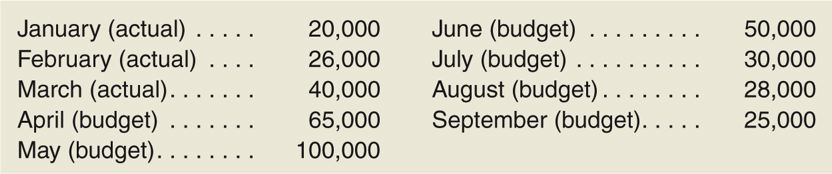 January (actual) ..... 20,000
February (actual) .... 26,000
March (actual)....... 40,000
April (budget) ....... 65,000
May (budget)........ 100,000
June (budget) ......... 50,000
July (budget) .......... 30,000
August (budget)........ 28,000
September (budget)..... 25,000